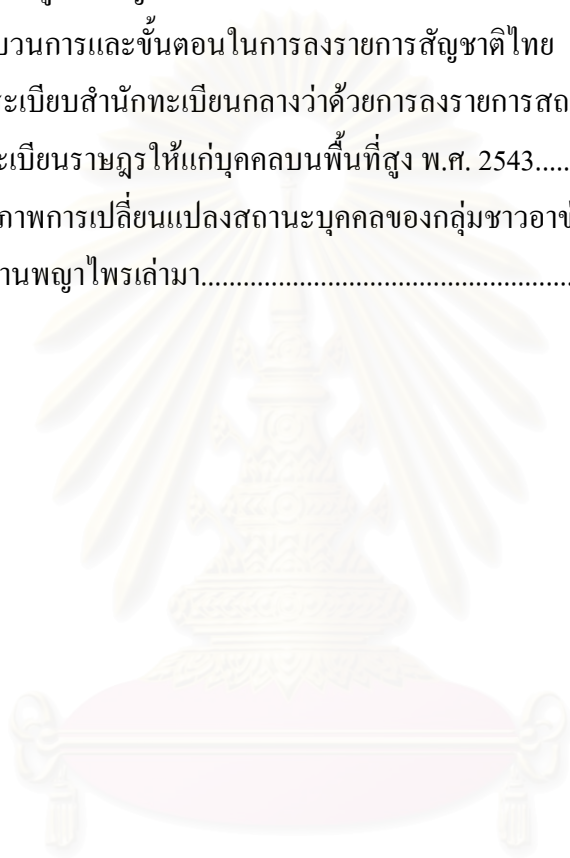 บวนการและขั้นตอนในการลงรายการสัญชาติไทย
ระเบียบสำนักทะเบียนกลางว่าด้วยการลงรายการสถ
ะเบียนราษฎรให้แก่บุคคลบนพื้นที่สูง พ.ศ. 2543.....
ภาพการเปลี่ยนแปลงสถานะบุคคลของกลุ่มชาวอาข่
านพญาไพรเล่ามา..................................................